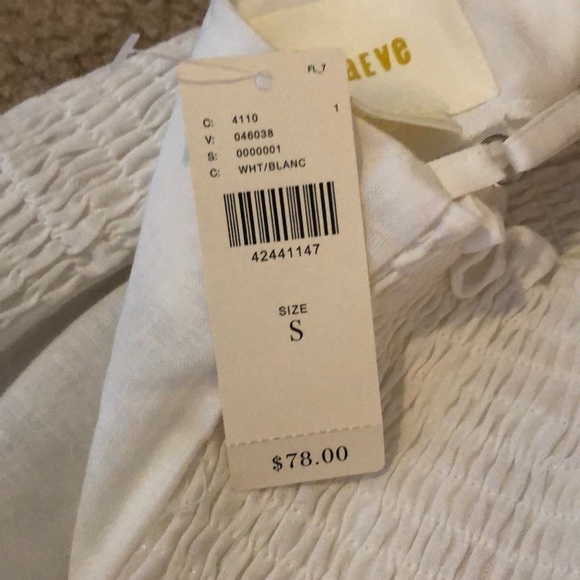 FL_7
aEVe
C: 4110 1
V: 046038
S: 0000001
C: WHT/BLANC
42441147
SIZE
S
$78.00